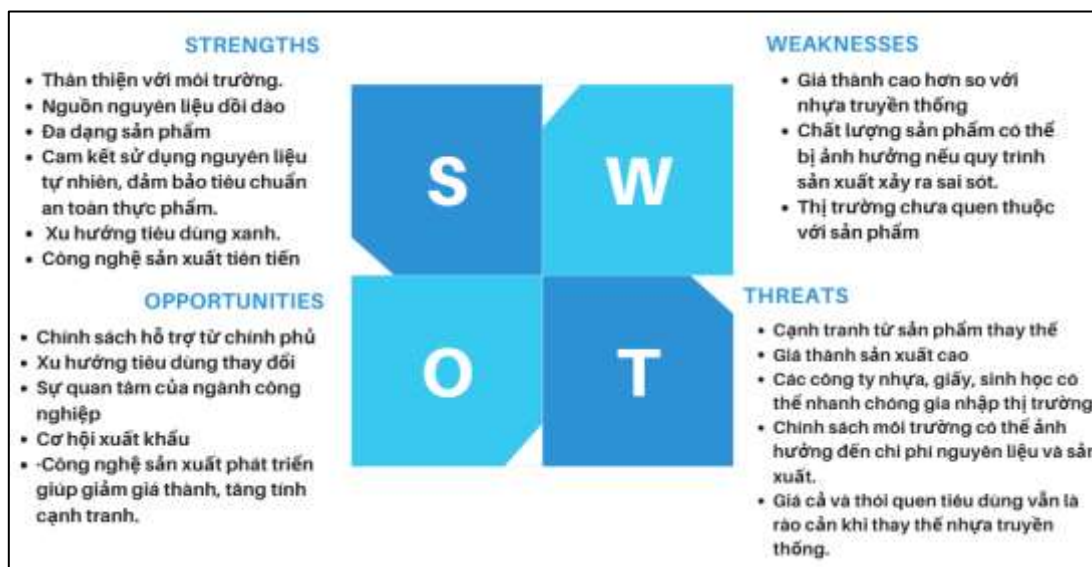 STRENGTHS
• Thân thiện với môi trường.
• Nguồn nguyên liệu dồi dào
• Đa dạng sản phẩm
• Cam kết sử dụng nguyên liệu
tự nhiên, đảm bảo tiêu chuẩn
an toàn thực phẩm.
• Xu hướng tiêu dùng xanh.
• Công nghệ sản xuất tiên tiến
WEAKNESSES
• Giá thành cao hơn so với
nhựa truyền thống
• Chất lượng sản phẩm có thể
bị ảnh hưởng nếu quy trình
sản xuất xảy ra sai sót.
• Thị trường chưa quen thuộc
với sản phẩm
S
W
O
T
OPPORTUNITIES
• Chính sách hỗ trợ từ chính phủ
• Xu hướng tiêu dùng thay đổi
• Sự quan tâm của ngành công
nghiệp
• Cơ hội xuất khẩu
• -Công nghệ sản xuất phát triển
giúp giảm giá thành, tăng tính
cạnh tranh.
THREATS
• Cạnh tranh từ sản phẩm thay thế
• Giá thành sản xuất cao
• Các công ty nhựa, giấy, sinh học có
thể nhanh chóng gia nhập thị trường
• Chính sách môi trường có thể ảnh
hưởng đến chi phí nguyên liệu và sản
xuất.
• Giá cả và thói quen tiêu dùng vẫn là
rào cản khi thay thế nhựa truyền
thống.